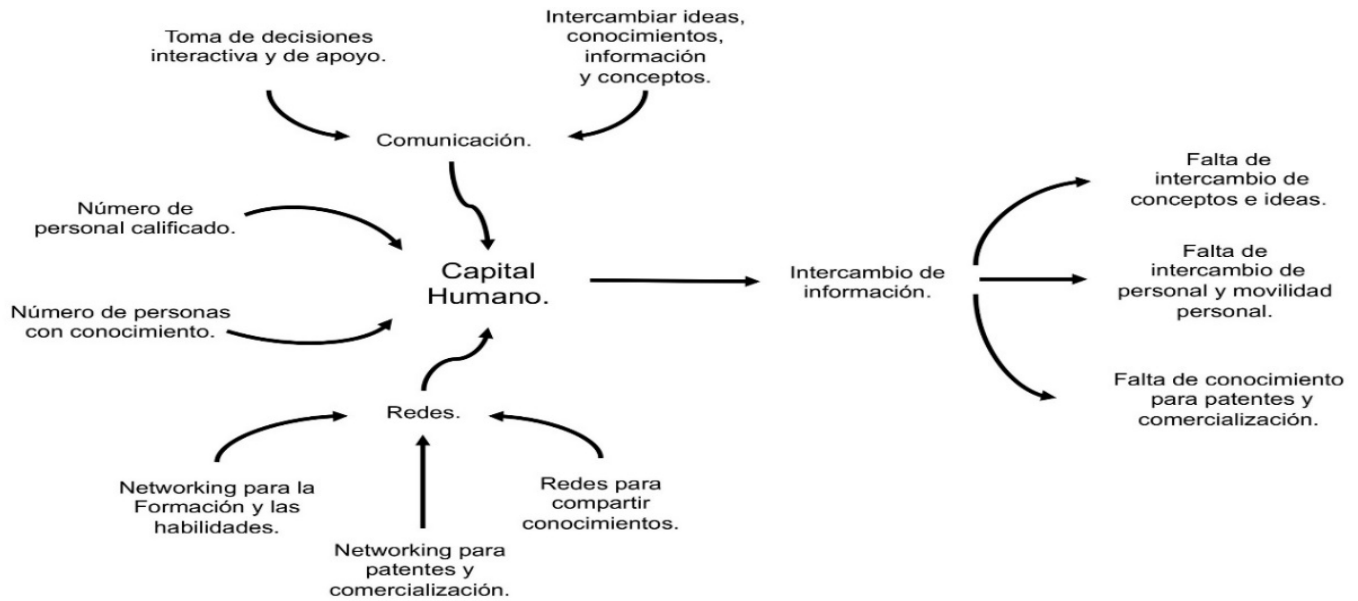 Toma de decisiones
interactiva y de apoyo.
Intercambiar ideas,
conocimientos,
información
y conceptos.
Comunicación.
Número de
personal calificado.
Capital
Humano.
Número de personas
con conocimiento.
Redes.
Networking para la
Formación y las
habilidades.
Networking para
patentes y
comercialización.
Redes para
compartir
conocimientos.
Intercambio de
información.
Falta de
intercambio de
conceptos e ideas.
Falta de
intercambio de
personal y movilidad
personal.
Falta de conocimiento
para patentes y
comercialización.